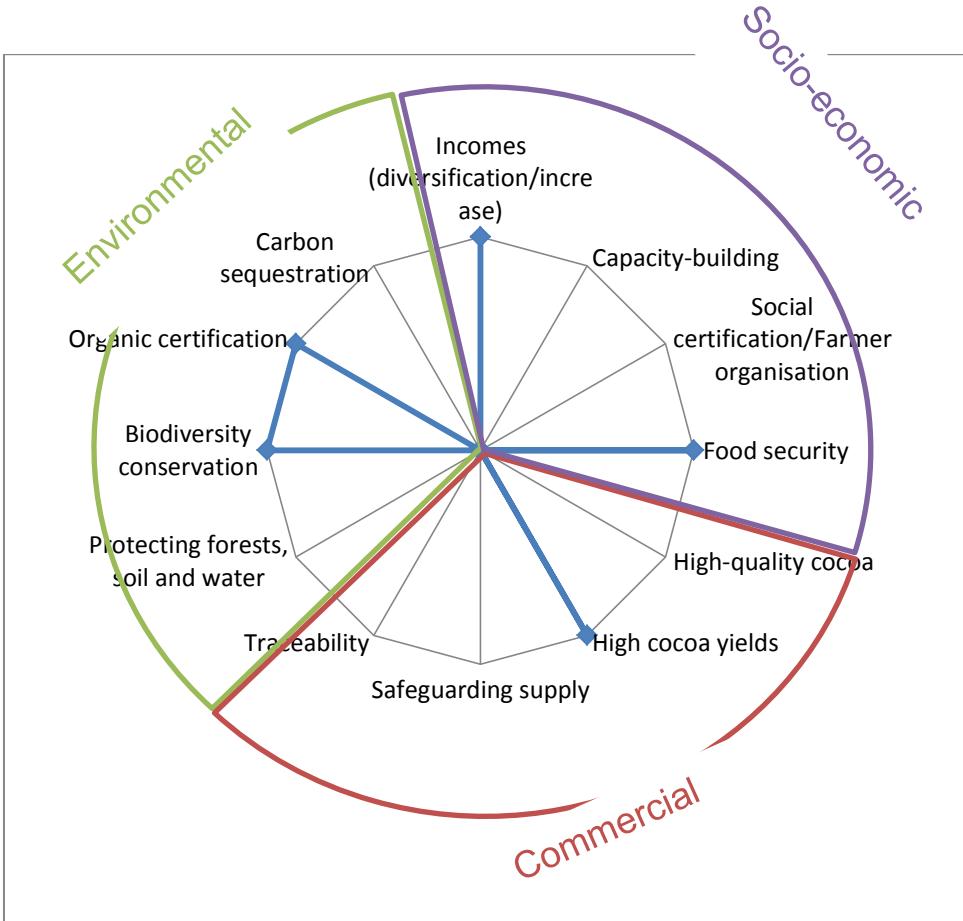 Socio-economic
Environmental
Incomes
(diversification/incre
ase)
Carbon
sequestration
Capacity-building
Social
certification/Farmer
organisation
Organic certification
Biodiversity
conservation
Food security
Protecting forests,
soil and water
High-quality cocoa
Traceability
High cocoa yields
Safeguarding supply
Commercial